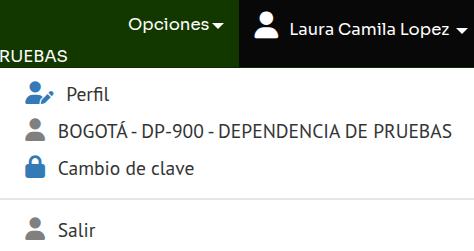 Opciones
Laura Camila Lopez
RUEBAS
Perfil
BOGOTÁ - DP-900 - DEPENDENCIA DE PRUEBAS
Cambio de clave
Salir